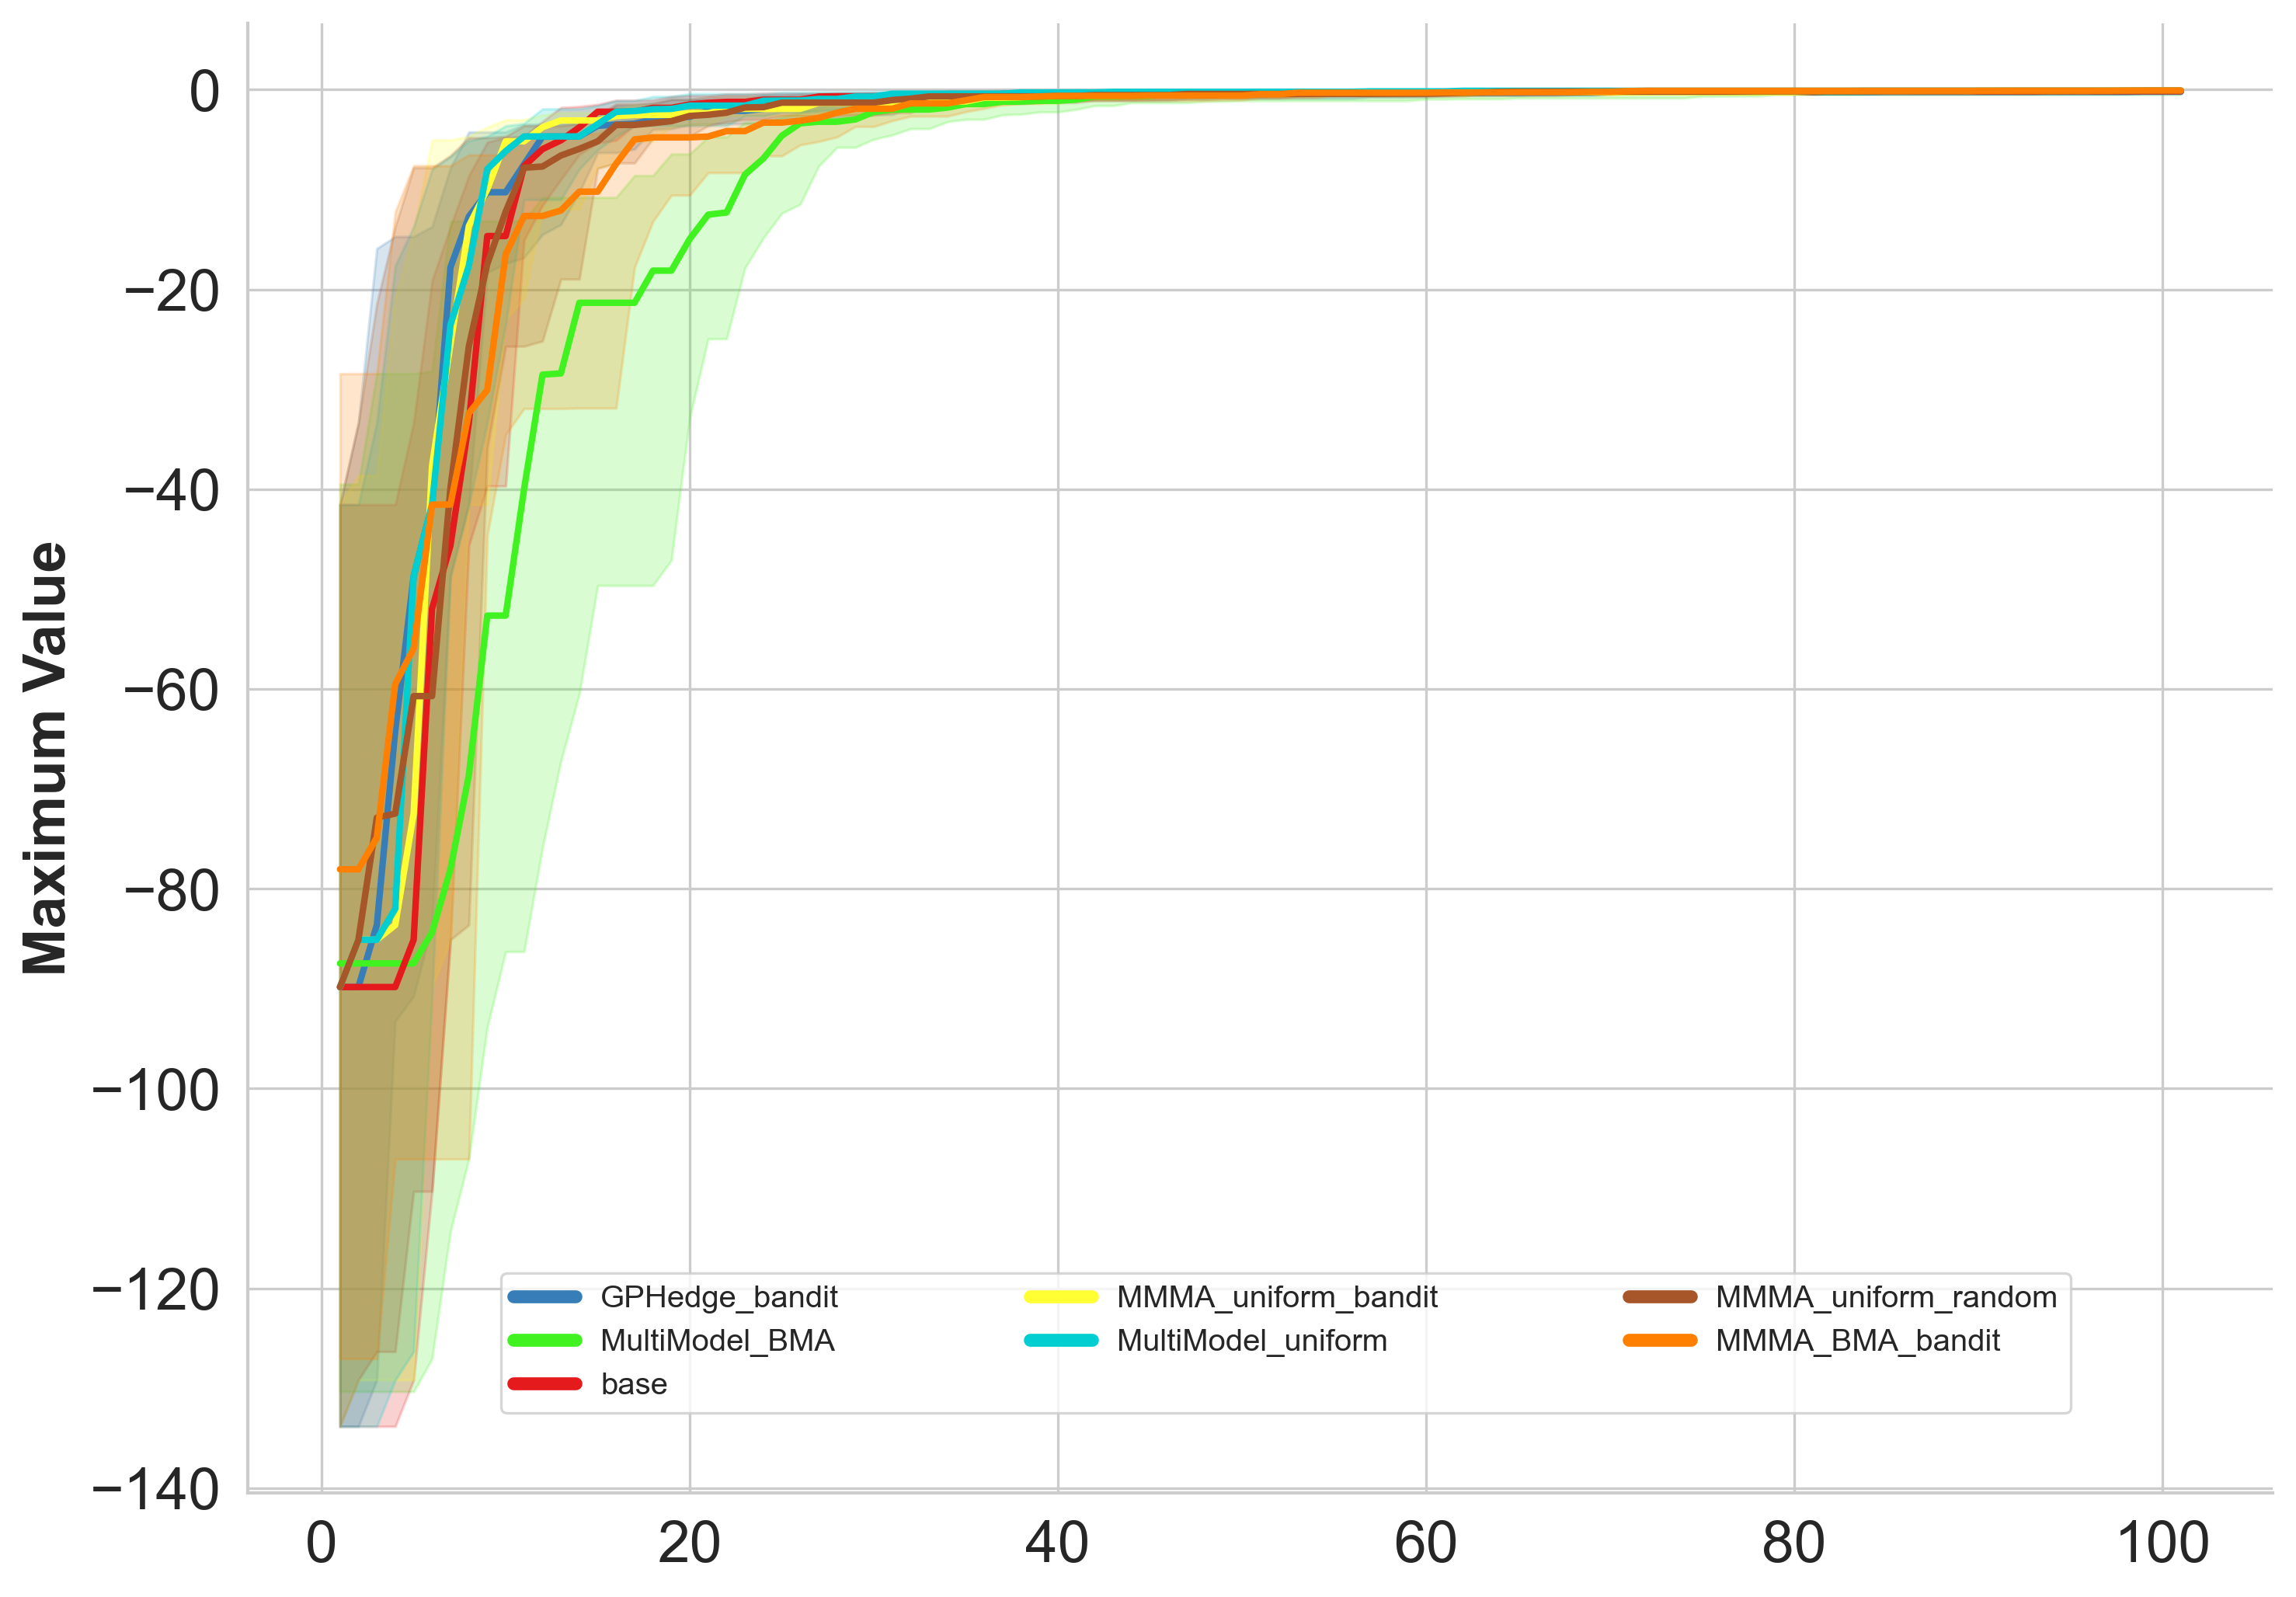 Maximum Value
0
−20
−40
−60
−80
−100
−120
−140
GPHedge_bandit
MultiModel_BMA
base
MMMA_uniform_bandit
MultiModel_uniform
MMMA_uniform_random
MMMA_BMA_bandit
0 20 40 60 80 100